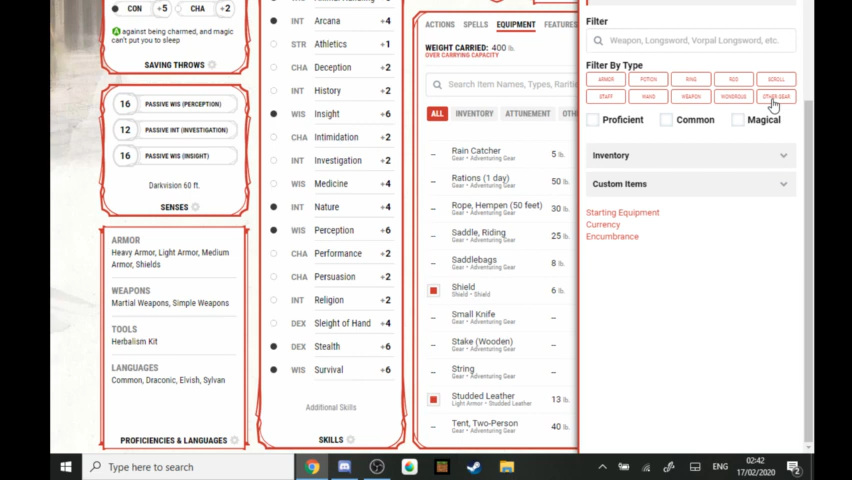 CON +5
CHA +2
A against being charmed, and magic
can't put you to sleep
SAVING THROWS
16 PASSIVE WIS (PERCEPTION)
12 PASSIVE INT (INVESTIGATION)
16 PASSIVE WIS (INSIGHT)
Darkvision 60 ft.
SENSES
ARMOR
Heavy Armor, Light Armor, Medium
Armor, Shields
WEAPONS
Martial Weapons, Simple Weapons
TOOLS
Herbalism Kit
LANGUAGES
Common, Draconic, Elvish, Sylvan
PROFICIENCIES & LANGUAGES
INT Arcana +4
STR Athletics +1
CHA Deception +2
INT History +2
WIS Insight +6
CHA Intimidation +2
INT Investigation +2
WIS Medicine +4
INT Nature +4
WIS Perception +6
CHA Performance +2
CHA Persuasion +2
INT Religion +2
DEX Sleight of Hand +4
DEX Stealth +6
WIS Survival +6
Additional Skills
SKILLS
ACTIONS SPELLS EQUIPMENT FEATURES
WEIGHT CARRIED: 400 lb.
OVER CARRYING CAPACITY
Search Item Names, Types, Rarities
ALL INVENTORY ATTUNEMENT OTH
Rain Catcher 5 lb.
Gear • Adventuring Gear
Rations (1 day) 50 lb.
Gear • Adventuring Gear
Rope, Hempen (50 feet) 30 lb.
Gear • Adventuring Gear
Saddle, Riding 25 lb.
Gear • Adventuring Gear
Saddlebags 8 lb.
Gear • Adventuring Gear
Shield 6 lb.
Shield • Shield
Small Knife --
Gear • Adventuring Gear
Stake (Wooden) --
Gear • Adventuring Gear
String --
Gear • Adventuring Gear
Studded Leather 13 lb.
Light Armor • Studded Leather
Tent, Two-Person 40 lb.
Gear • Adventuring Gear
Filter
Weapon, Longsword, Vorpal Longsword, etc.
Filter By Type
ARMOR POTION RING ROD SCROLL
STAFF WAND WEAPON WONDROUS OTHER GEAR
Proficient Common Magical
Inventory
Custom Items
Starting Equipment
Currency
Encumbrance
Type here to search
ENG
02:42
17/02/2020
2